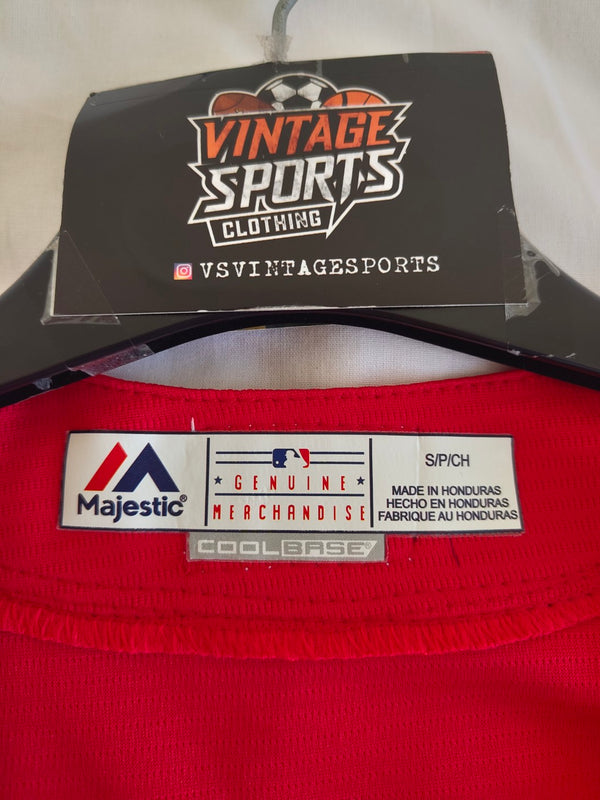 VINTAGE
SPORTS
CLOTHING
VSVINTAGESPORTS
Majestic®
GENUINE
MERCHANDISE
S/P/CH
MADE IN HONDURAS
HECHO EN HONDURAS
FABRIQUE AU HONDURAS
COOLBASE®